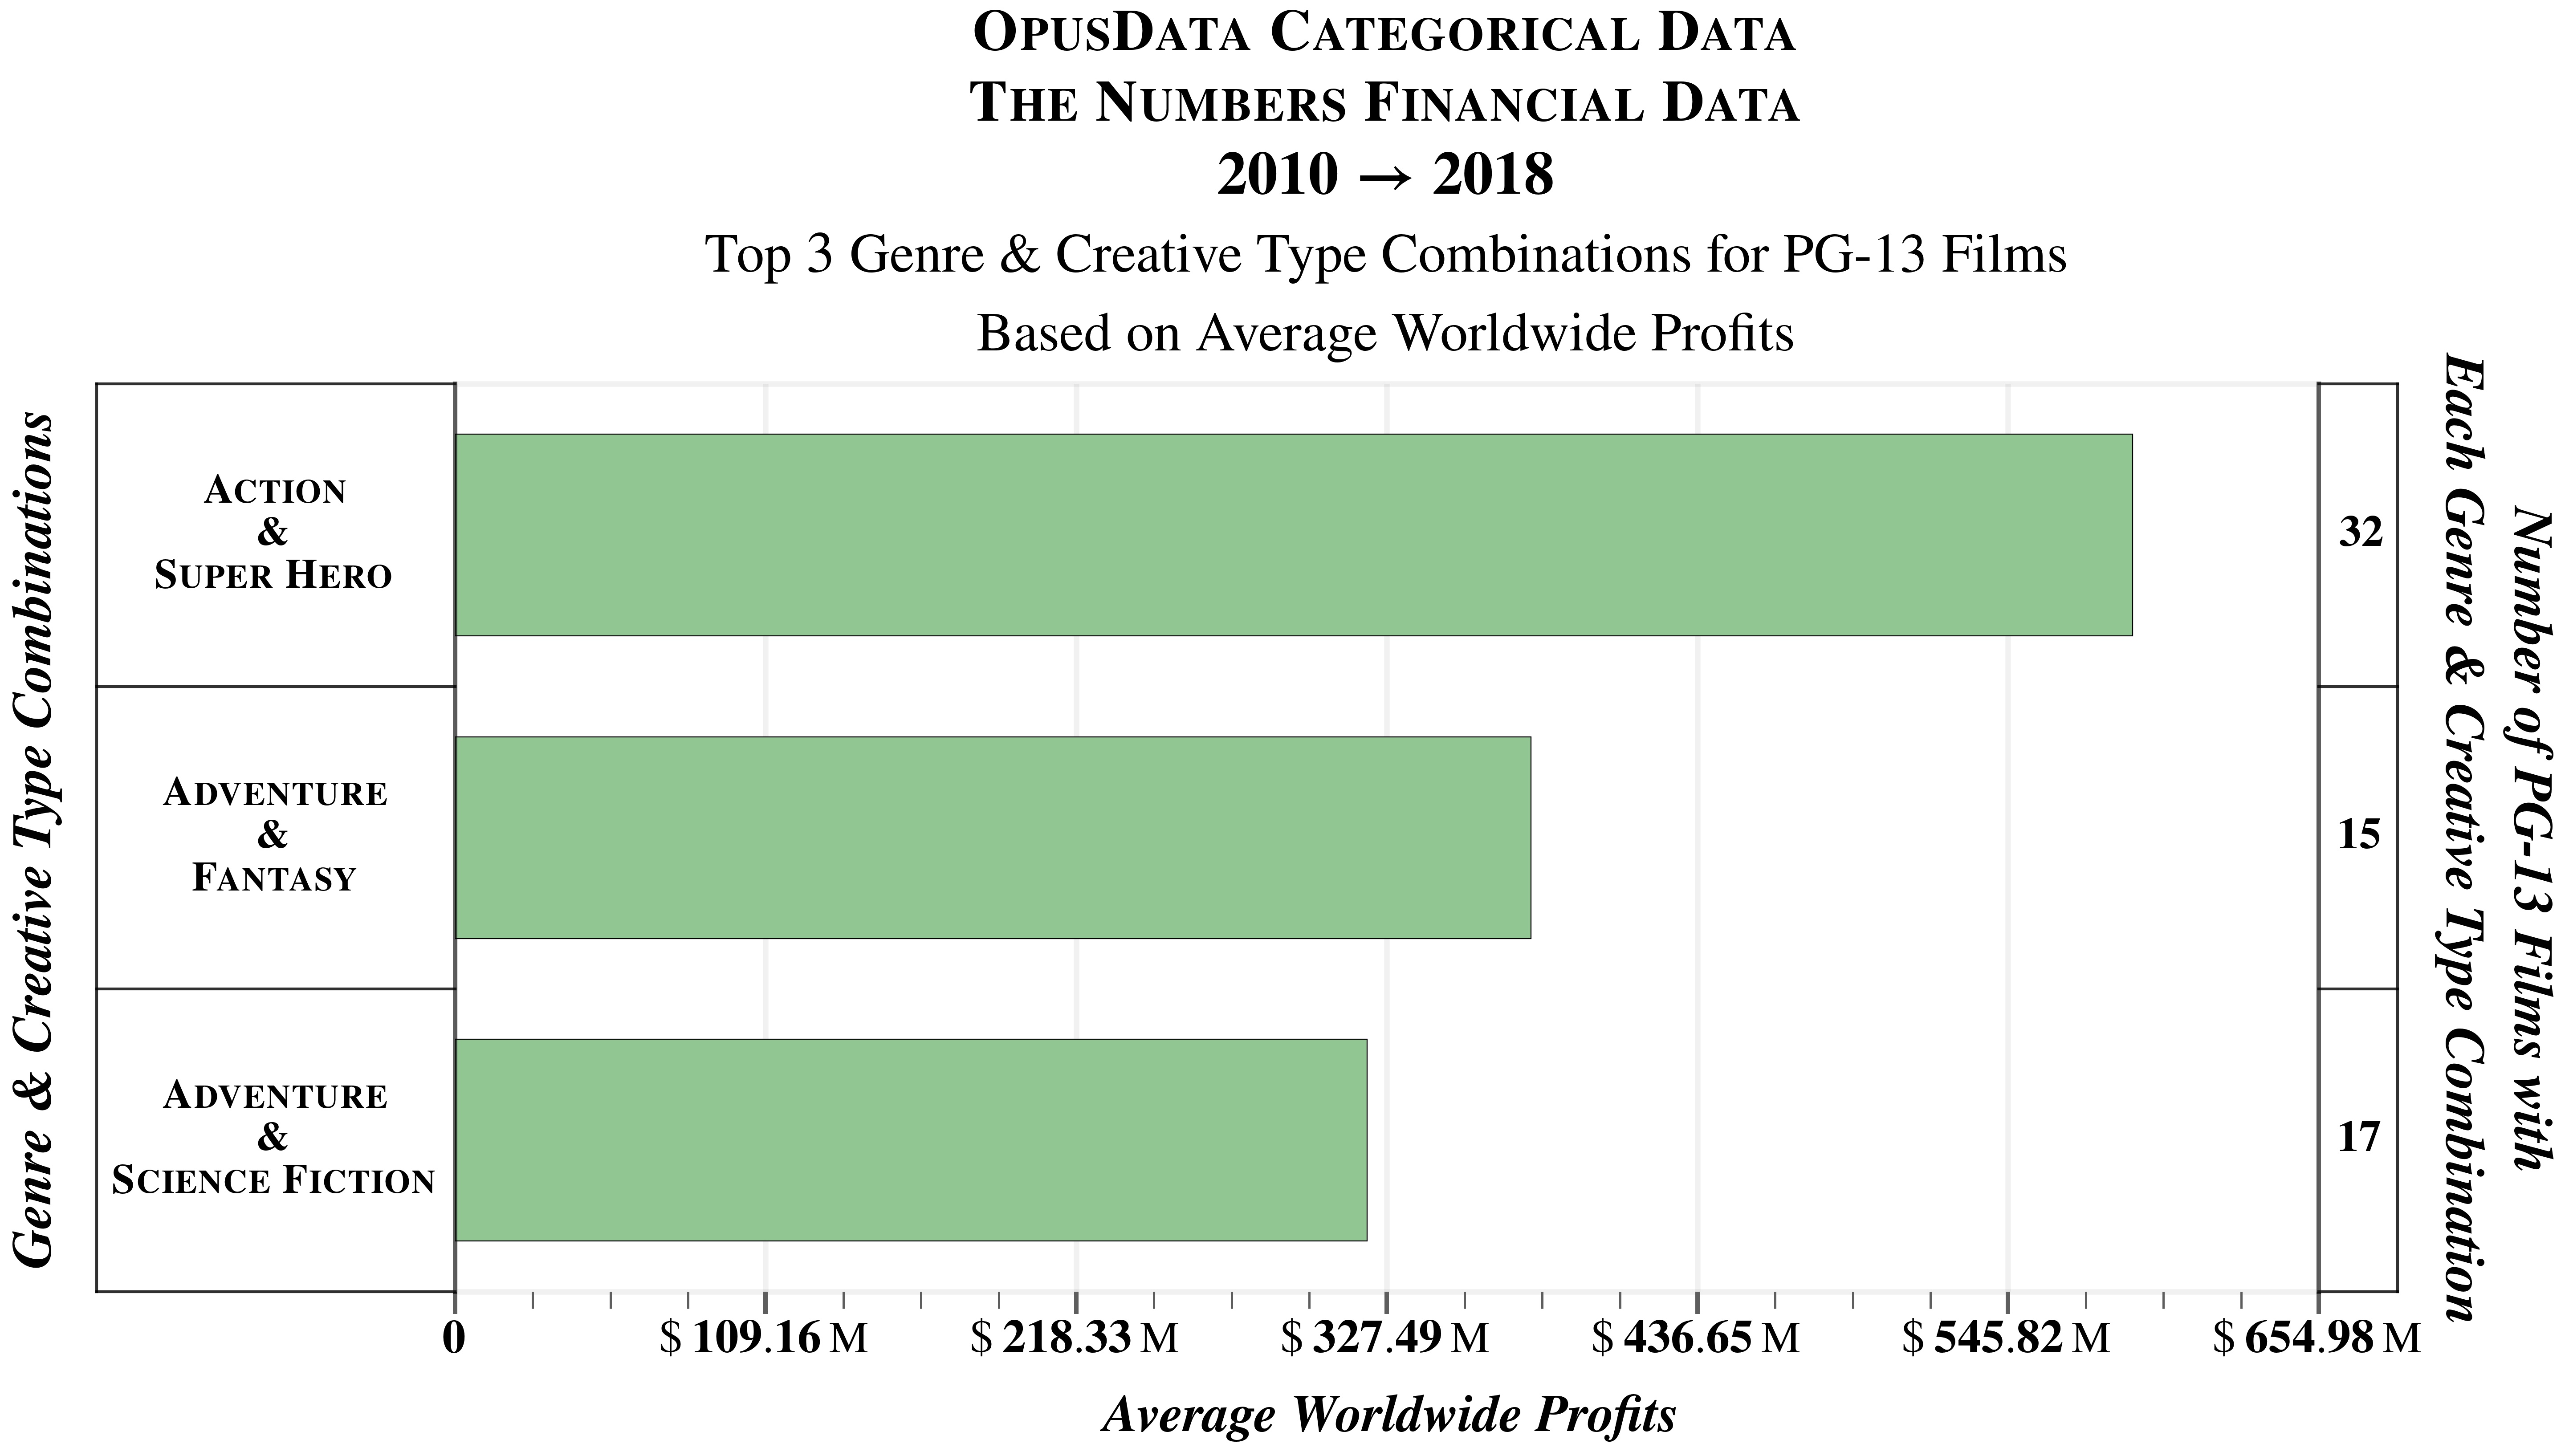 OpusData Categorical Data
The Numbers Financial Data
2010 → 2018
Top 3 Genre & Creative Type Combinations for PG-13 Films
Based on Average Worldwide Profits
Genre & Creative Type Combinations
Action
&
Super Hero
32
Adventure
&
Fantasy
15
Adventure
&
Science Fiction
17
Number of PG-13 Films with
Each Genre & Creative Type Combination
0 $ 109.16 M $ 218.33 M $ 327.49 M $ 436.65 M $ 545.82 M $ 654.98 M
Average Worldwide Profits